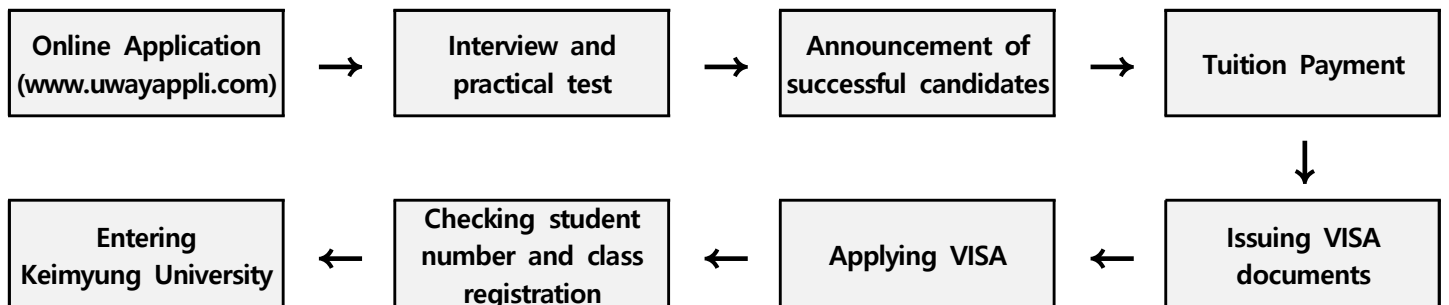 Online Application
(www.uwayappli.com)
→
Interview and
practical test
→
Announcement of
successful candidates
→
Tuition Payment
↓
Issuing VISA
documents
←
Applying VISA
←
Checking student
number and class
registration
←
Entering
Keimyung University